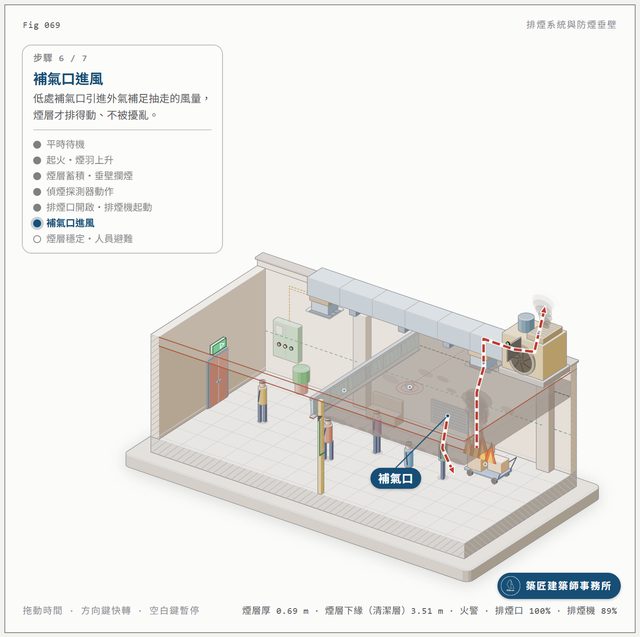 Fig 069
排煙系統與防煙垂壁
步驟 6 / 7
補氣口進風
低處補氣口引進外氣補足抽走的風量，
煙層才排得動、不被擾亂。
平時待機
起火・煙羽上升
煙層蓄積・垂壁攔煙
偵煙探測器動作
排煙口開啟・排煙機起動
補氣口進風
煙層穩定・人員避難
補氣口
築匠建築師事務所
拖動時間 · 方向鍵快轉 · 空白鍵暫停
煙層厚 0.69 m · 煙層下緣（清潔層）3.51 m · 火警 · 排煙口 100% · 排煙機 89%